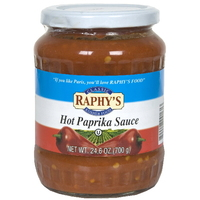 "If you like Paris, you'll love RAPHY'S FOOD"
CLASSIC
RAPHY'S
Hot Paprika Sauce
NET WT. 24.6 OZ (700 g)